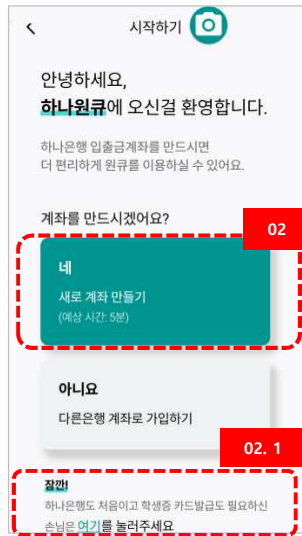 시작하기
안녕하세요,
하나원큐에 오신걸 환영합니다.
하나은행 입출금계좌를 만드시면
더 편리하게 원큐를 이용하실 수 있어요.
계좌를 만드시겠어요?
02
네
새로 계좌 만들기
(예상 시간: 5분)
아니요
다른은행 계좌로 가입하기
02. 1
잠깐!
하나은행도 처음이고 학생증 카드발급도 필요하신
손님은 여기를 눌러주세요